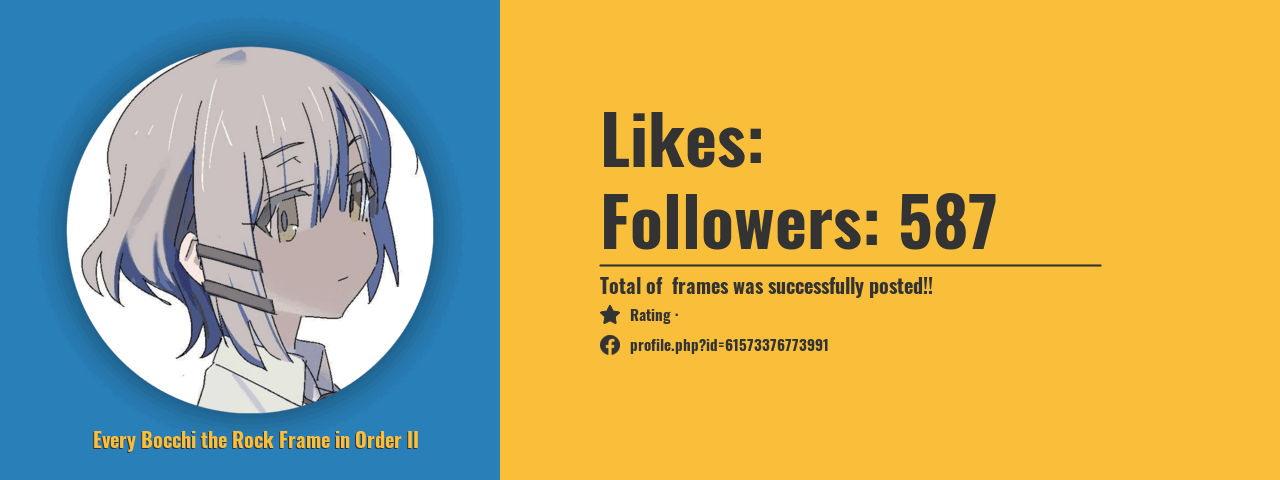 Likes:
Followers: 587
Total of frames was successfully posted!!
Rating ·
profile.php?id=61573376773991
Every Bocchi the Rock Frame in Order II